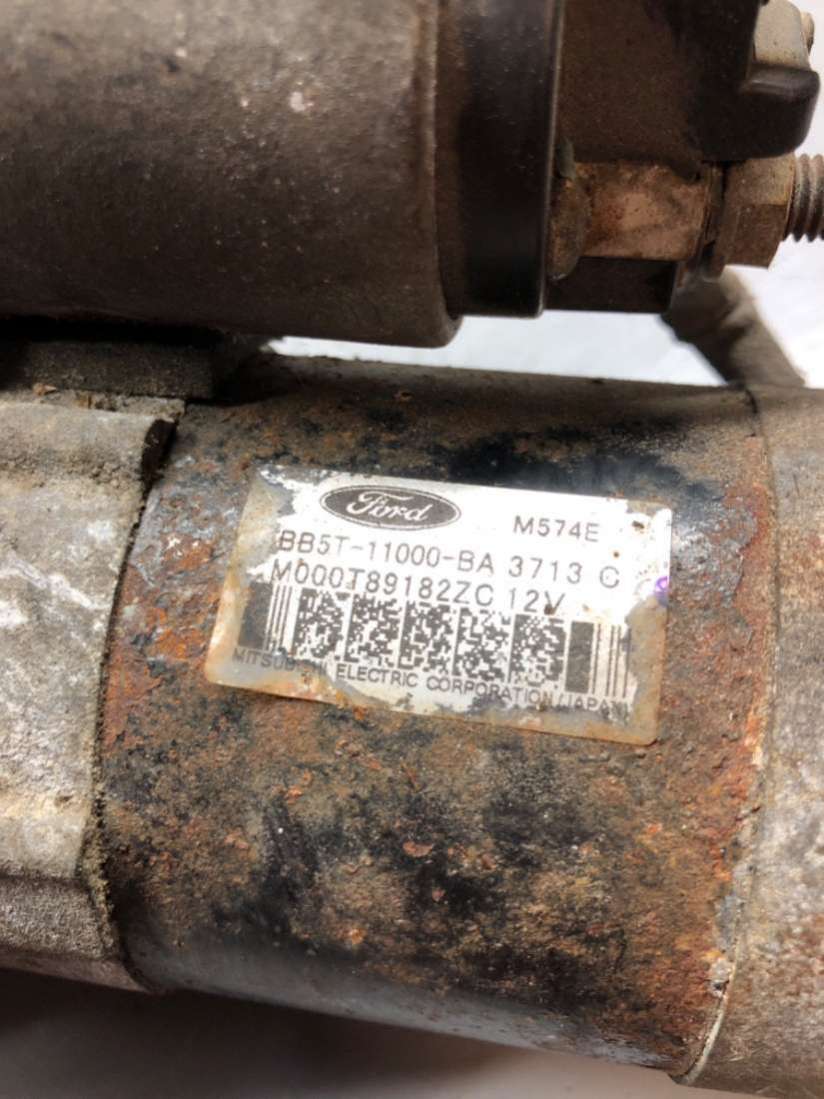 Ford M574E
BB5T-11000-BA 3713 C
M000T89182ZC 12V
ELECTRIC CORPORATION/JAPAN